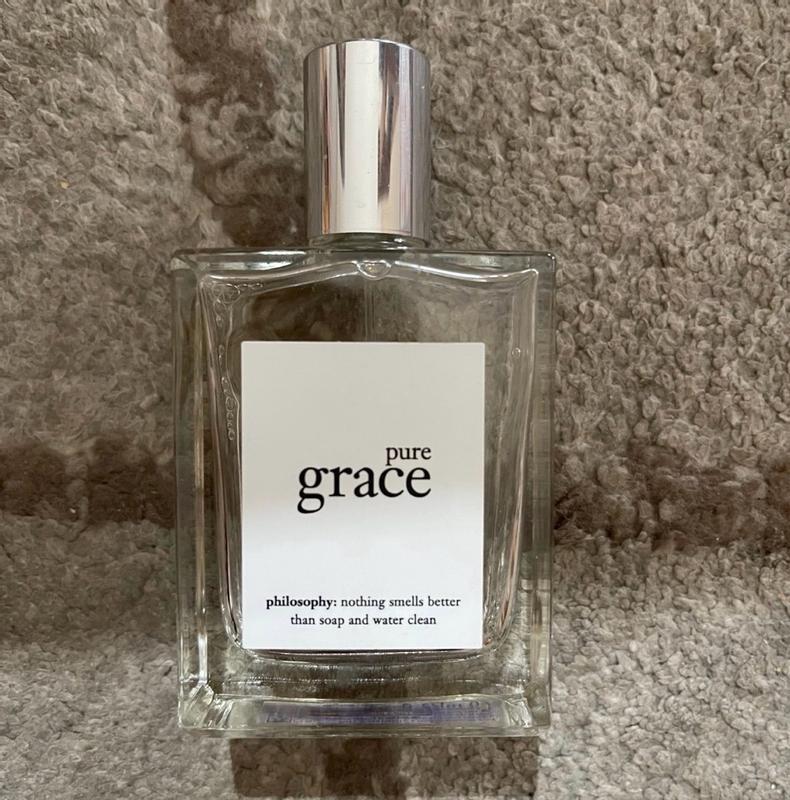 pure
grace
philosophy: nothing smells better
than soap and water clean